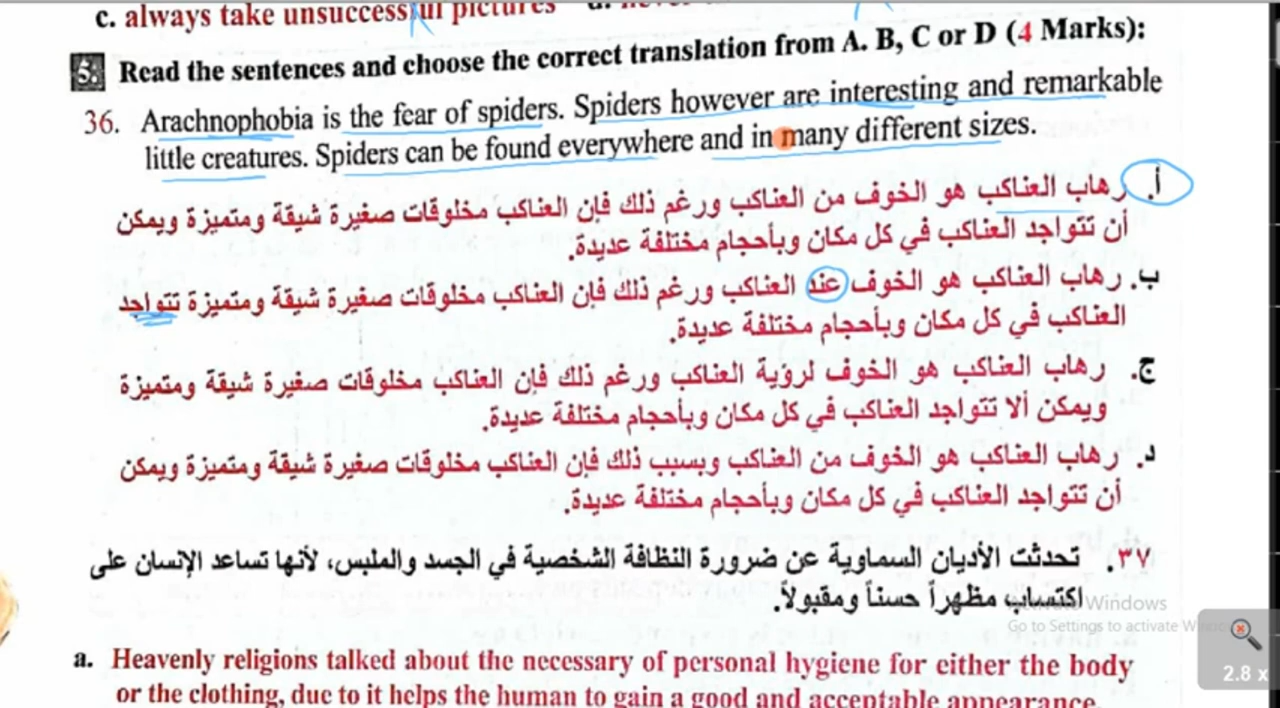 c. always take unsuccessful pictures d.
5. Read the sentences and choose the correct translation from A. B, C or D (4 Marks):
36. Arachnophobia is the fear of spiders. Spiders however are interesting and remarkable
little creatures. Spiders can be found everywhere and in many different sizes.
أ. رهاب العناكب هو الخوف من العناكب ورغم ذلك فإن العناكب مخلوقات صغيرة شيقة ومتميزة ويمكن
أن تتواجد العناكب في كل مكان وبأحجام مختلفة عديدة.
ب. رهاب العناكب هو الخوف عند العناكب ورغم ذلك فإن العناكب مخلوقات صغيرة شيقة ومتميزة تتواجد
العناكب في كل مكان وبأحجام مختلفة عديدة.
ج. رهاب العناكب هو الخوف لرؤية العناكب ورغم ذلك فإن العناكب مخلوقات صغيرة شيقة ومتميزة
ويمكن ألا تتواجد العناكب في كل مكان وبأحجام مختلفة عديدة.
د. رهاب العناكب هو الخوف من العناكب وبسبب ذلك فإن العناكب مخلوقات صغيرة شيقة ومتميزة ويمكن
أن تتواجد العناكب في كل مكان وبأحجام مختلفة عديدة.
٣٧. تحدثت الأديان السماوية عن ضرورة النظافة الشخصية في الجسد والملبس، لأنها تساعد الإنسان على
اكتساب مظهراً حسناً ومقبولاً.
Activate Windows
Go to Settings to activate Windows
2.8 x
a. Heavenly religions talked about the necessary of personal hygiene for either the body
or the clothing, due to it helps the human to gain a good and acceptable appearance.